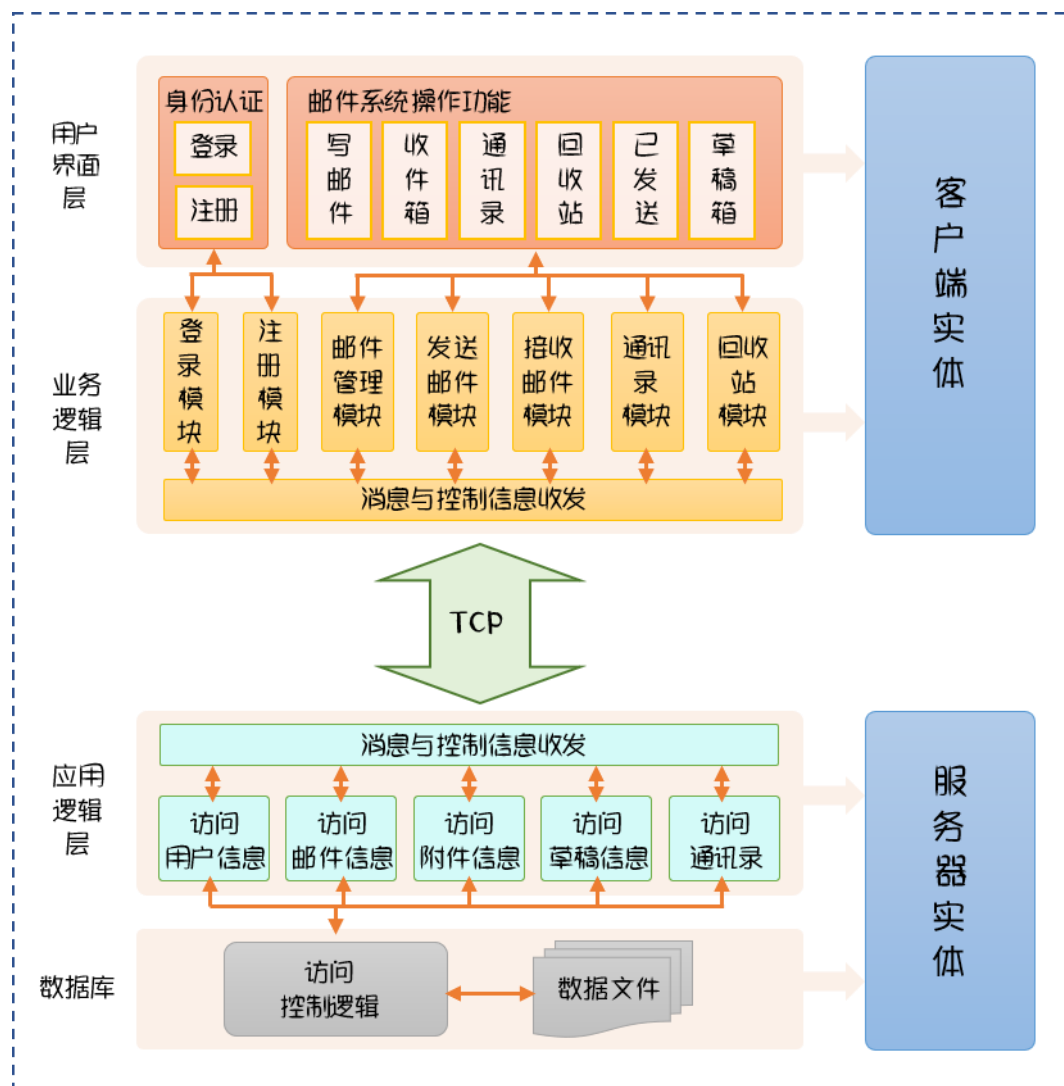 用户
界面
层
身份认证
登录
注册
邮件系统操作功能
写邮件
收件箱
通讯录
回收站
已发送
草稿箱
客户端实体
业务
逻辑
层
登录模块
注册模块
邮件
管理
模块
发送
邮件
模块
接收
邮件
模块
通讯
录
模块
回收
站
模块
消息与控制信息收发
TCP
应用
逻辑
层
消息与控制信息收发
访问
用户信息
访问
邮件信息
访问
附件信息
访问
草稿信息
访问
通讯录
服务器实体
数据库
访问
控制逻辑
数据文件